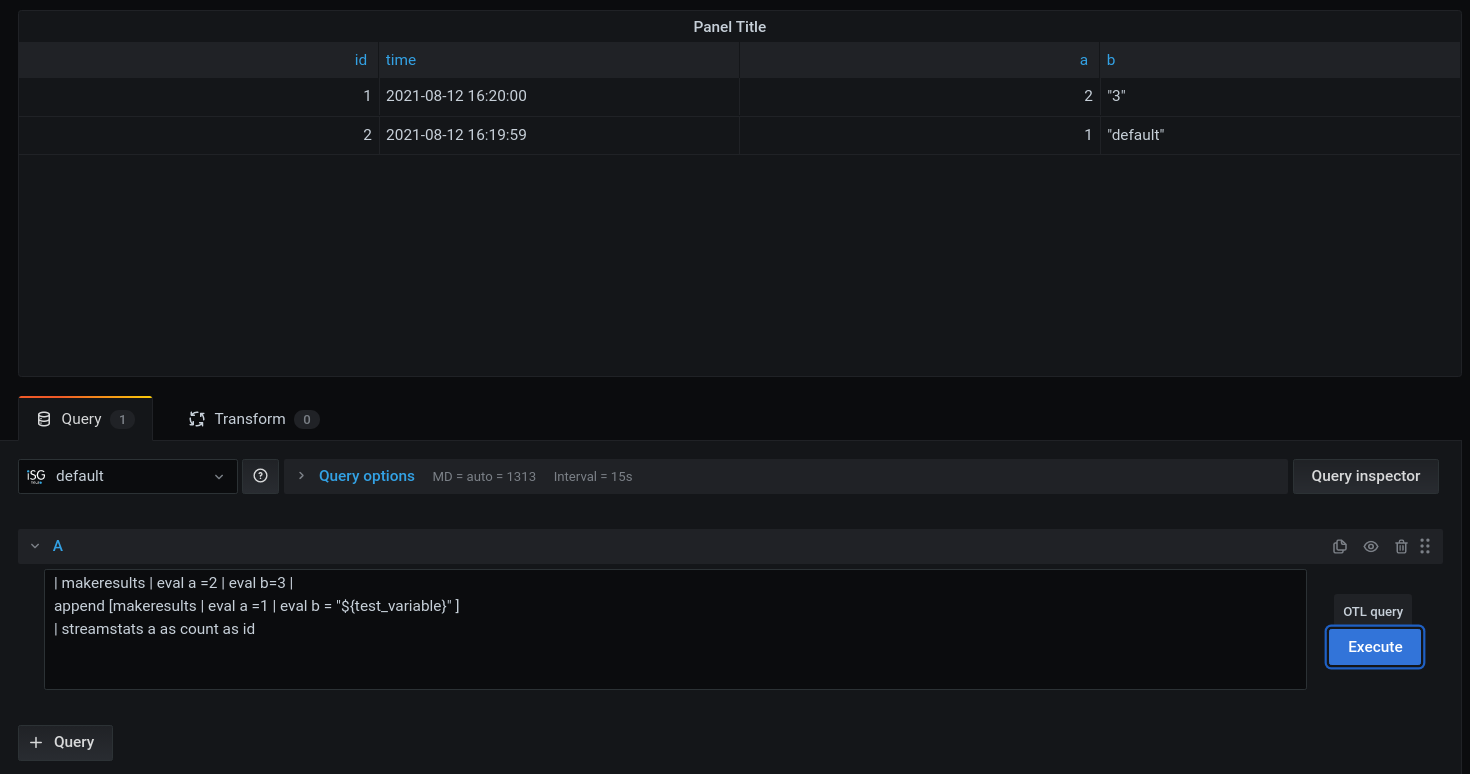 Panel Title
id time a b
1 2021-08-12 16:20:00 2 "3"
2 2021-08-12 16:19:59 1 "default"
Query 1 Transform 0
iSG default Query options MD = auto = 1313 Interval = 15s Query inspector
A
| makeresults | eval a =2 | eval b=3 |
append [makeresults | eval a =1 | eval b = "${test_variable}" ]
| streamstats a as count as id
OTL query
Execute
+ Query